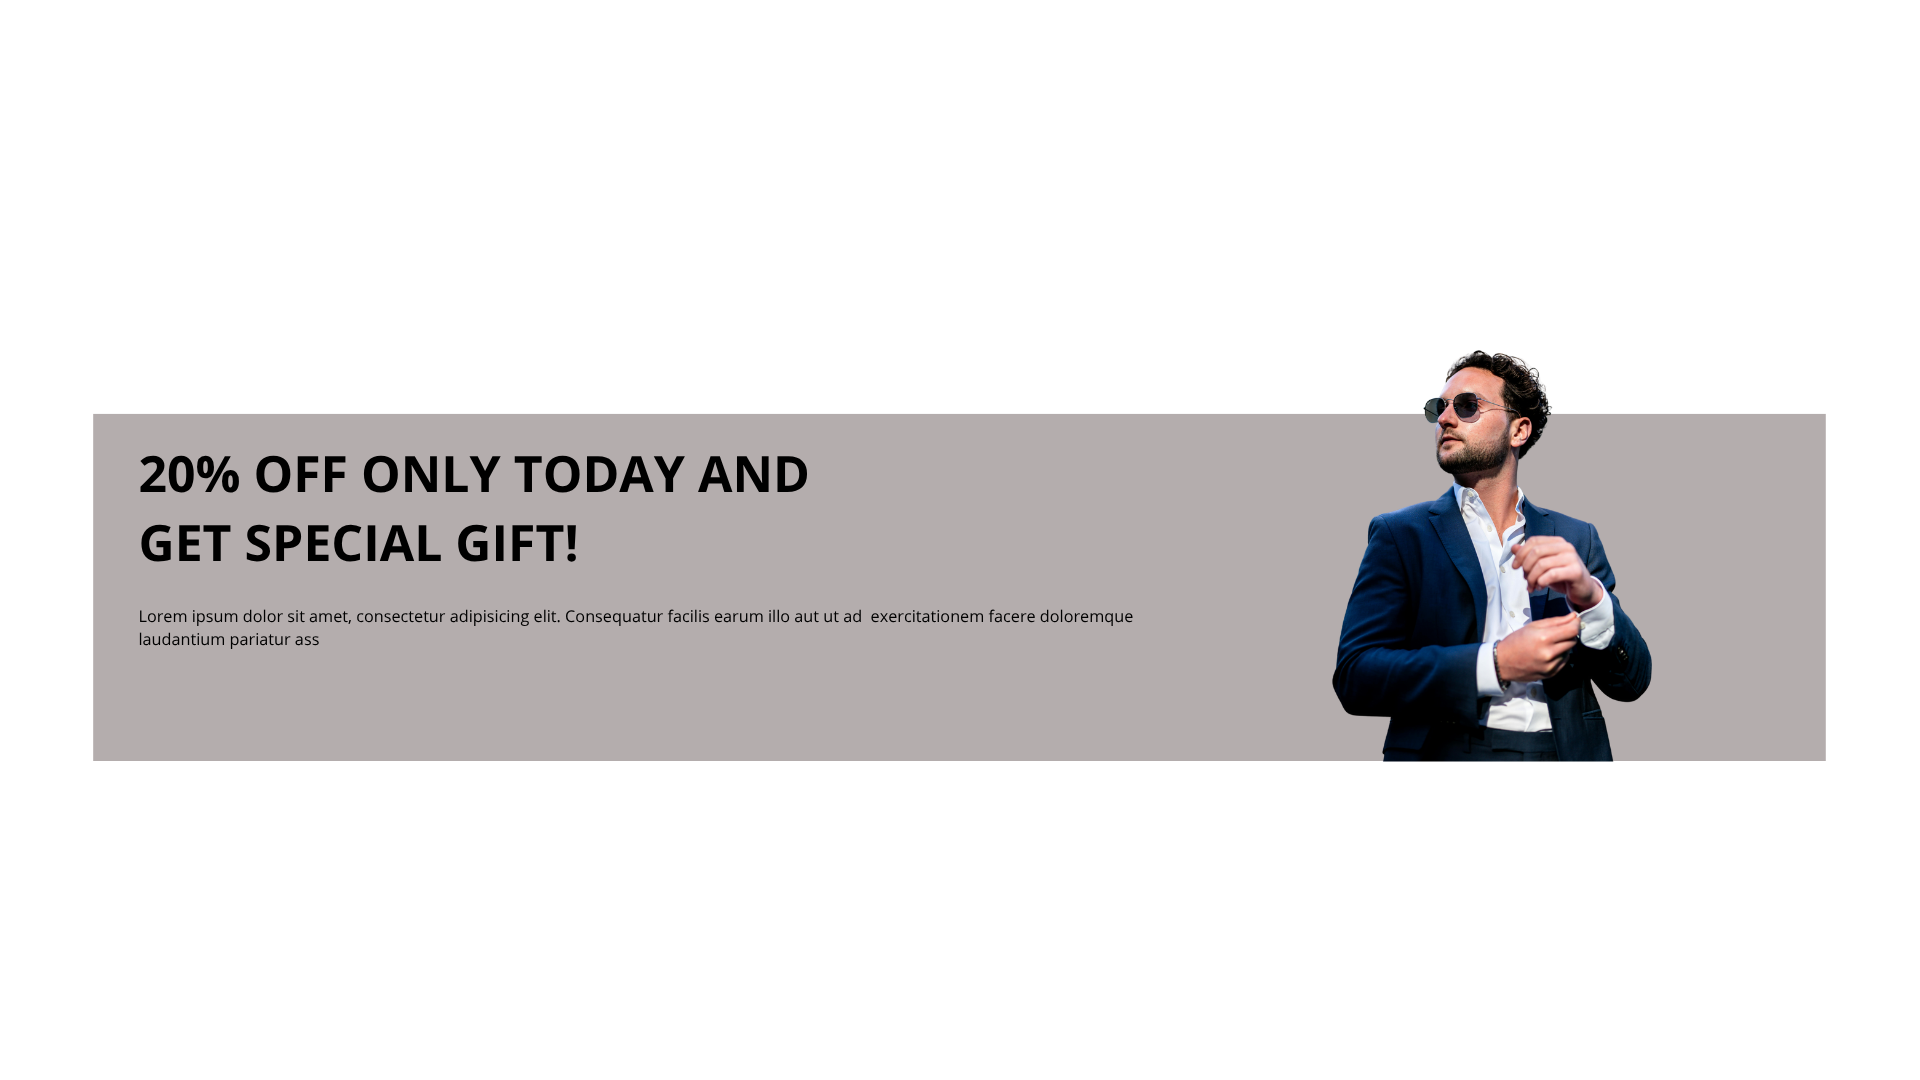 20% OFF ONLY TODAY AND
GET SPECIAL GIFT!
Lorem ipsum dolor sit amet, consectetur adipisicing elit. Consequatur facilis earum illo aut ut ad  exercitationem facere doloremque
laudantium pariatur ass